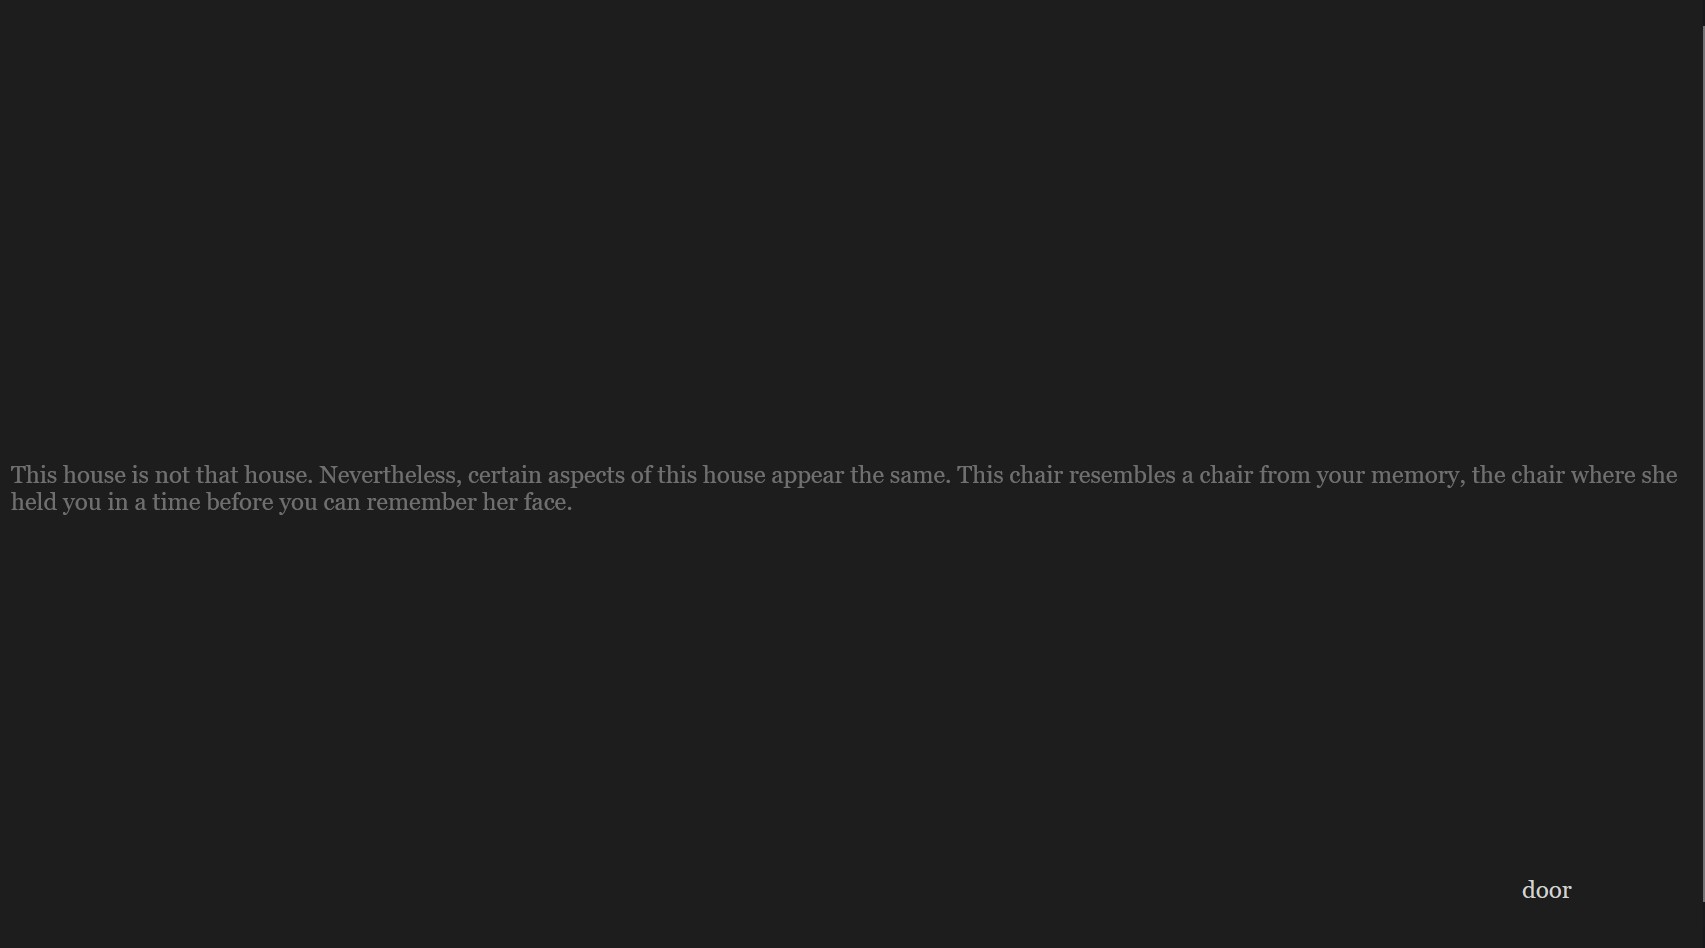 This house is not that house. Nevertheless, certain aspects of this house appear the same. This chair resembles a chair from your memory, the chair where she
held you in a time before you can remember her face.
door